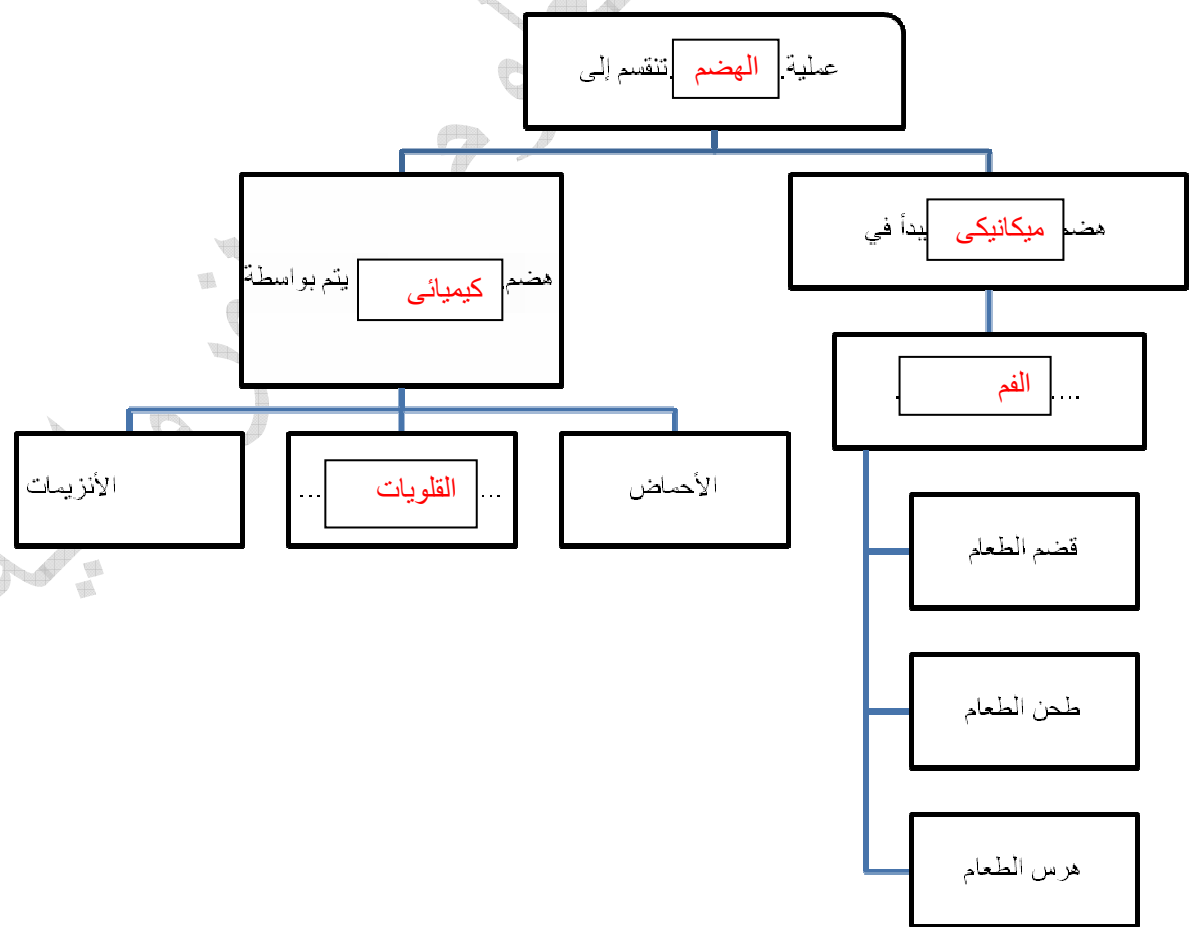 عملية. الهضم .تنقسم إلى
هضم ميكانيكى يبدأ في
هضم. كيميائى يتم بواسطة
.... الفم .
الأحماض
... القلويات ...
الأنزيمات
قضم الطعام
طحن الطعام
هرس الطعام